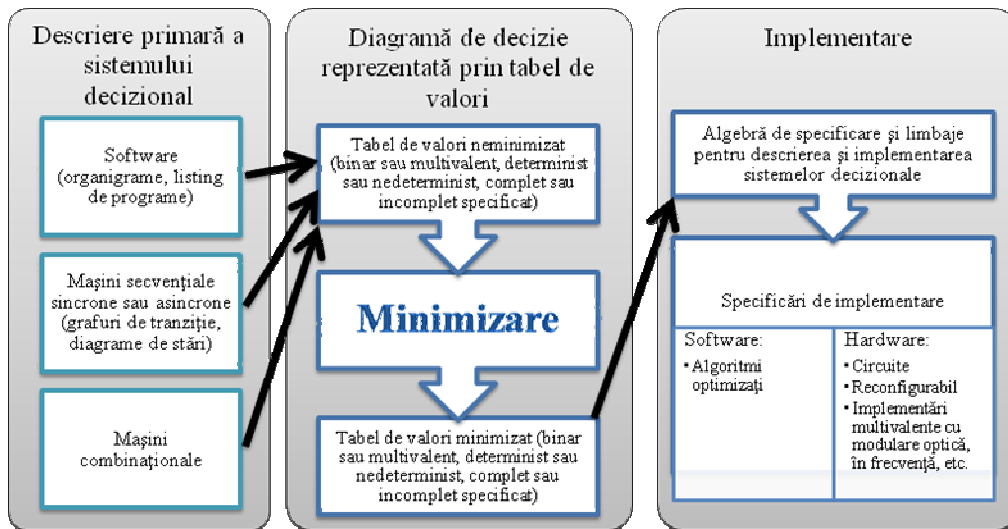 Descriere primară a
sistemului
decizional
Software
(organigrame, listing
de programe)
Mașini secvențiale
sincrone sau asincrone
(grafuri de tranziție,
diagrame de stări)
Mașini
combinaționale
Diagramă de decizie
reprezentată prin tabel de
valori
Tabel de valori neminimizat
(binar sau multivalent, determinist
sau nedeterminist, complet sau
incomplet specificat)
Minimizare
Tabel de valori minimizat (binar
sau multivalent, determinist sau
nedeterminist, complet sau
incomplet specificat)
Implementare
Algebră de specificare și limbaje
pentru descrierea și implementarea
sistemelor decizionale
Specificări de implementare
Software:
• Algoritmi
optimizați
Hardware:
• Circuite
• Reconfigurabil
• Implementări
multivalente cu
modulare optică,
în frecvență, etc.